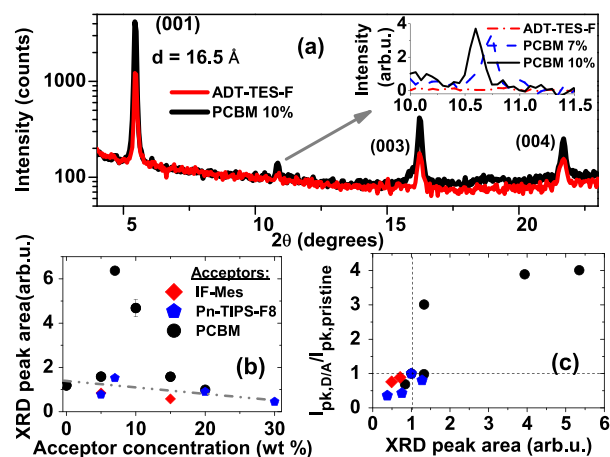 (001)
d = 16.5 Å
(a)
ADT-TES-F
PCBM 10%
(003)
(004)
Intensity (counts)
1000
100
5
10
15
20
2θ (degrees)
Intensity
(arb.u.)
4
2
0
ADT-TES-F
PCBM 7%
PCBM 10%
10.0 10.5 11.0 11.5
XRD peak area(arb.u.)
6
4
2
0
Acceptors:
IF-Mes
Pn-TIPS-F8
PCBM
(b)
0 10 20 30
Acceptor concentration (wt %)
I pk,D/A/I pk,pristine
4
3
2
1
0
(c)
0 1 2 3 4 5 6
XRD peak area (arb.u.)